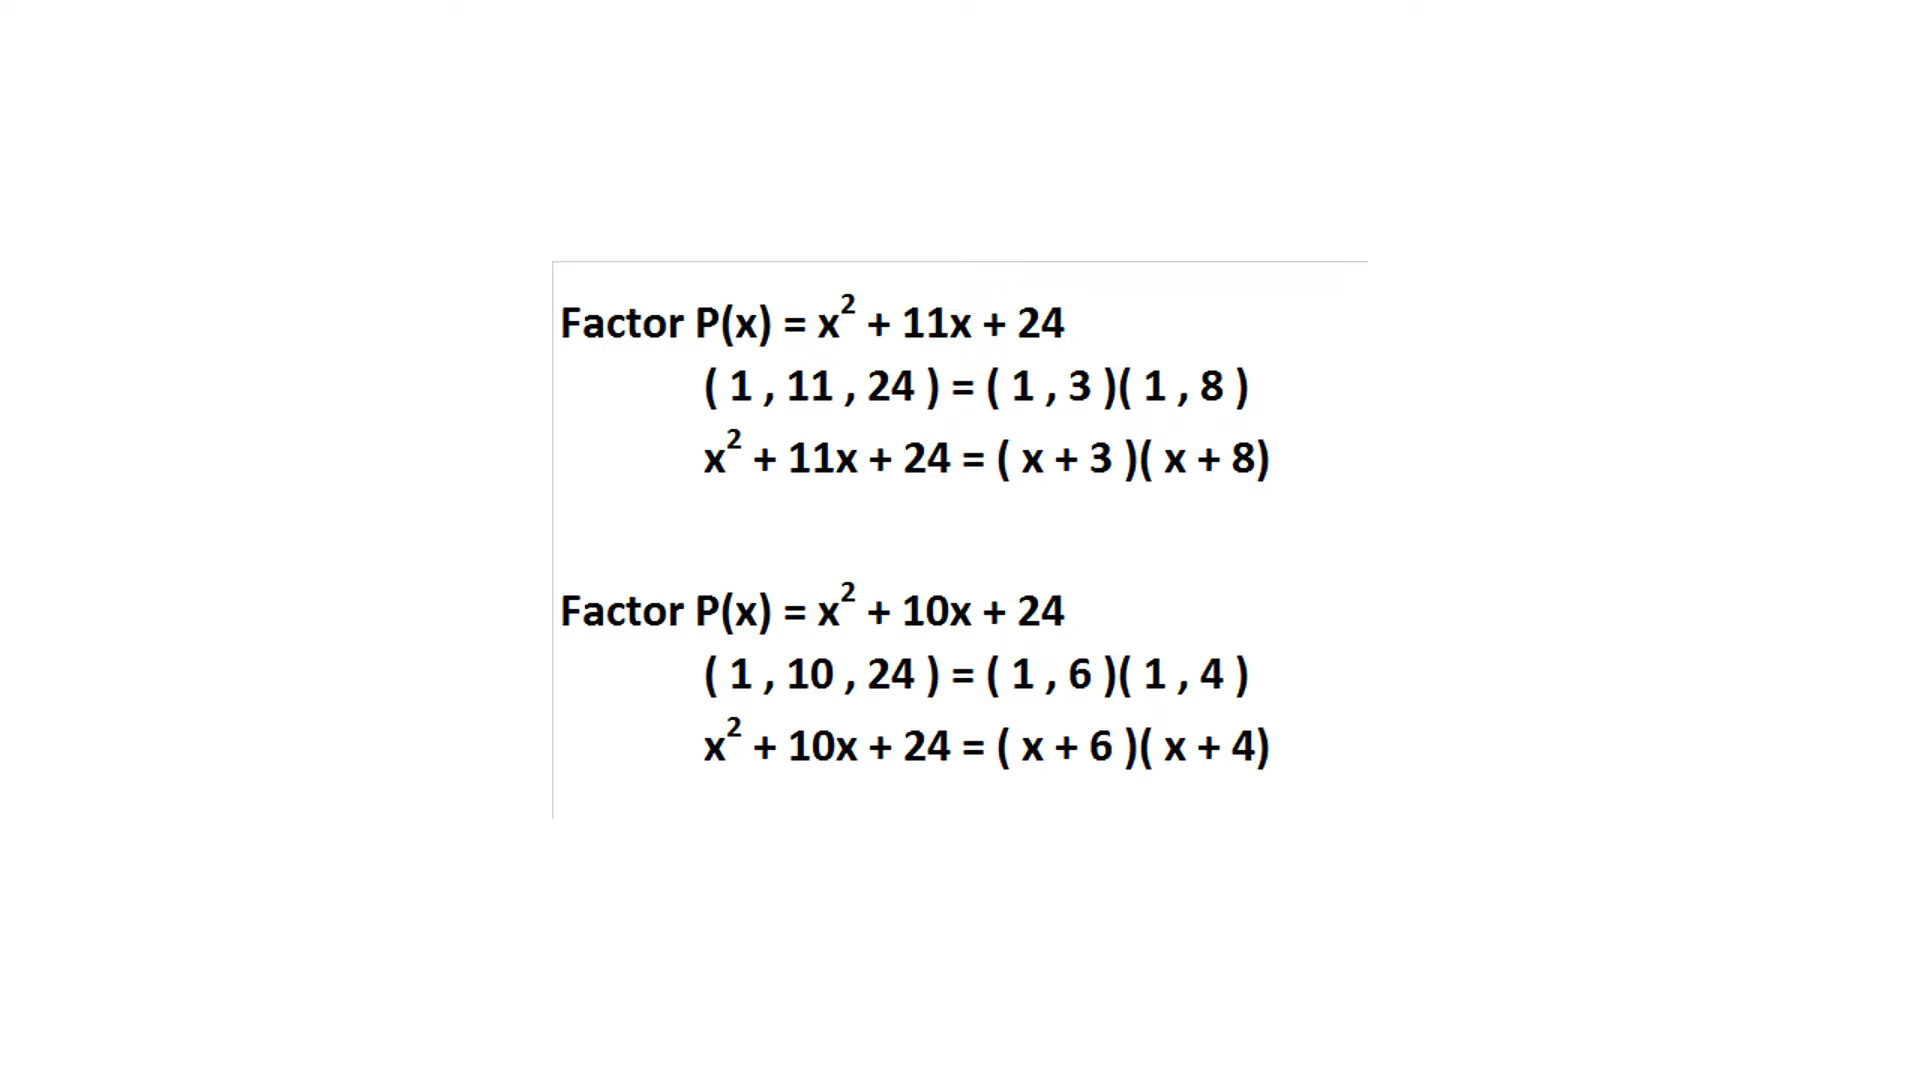 Factor P(x) = x² + 11x + 24
( 1 , 11 , 24 ) = ( 1 , 3 )( 1 , 8 )
x² + 11x + 24 = ( x + 3 )( x + 8)
Factor P(x) = x² + 10x + 24
( 1 , 10 , 24 ) = ( 1 , 6 )( 1 , 4 )
x² + 10x + 24 = ( x + 6 )( x + 4)